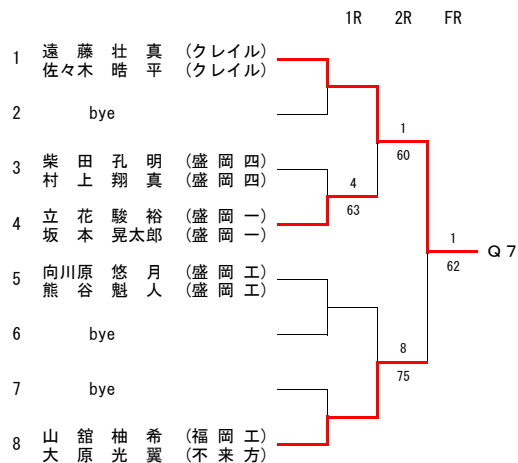 1R 2R FR
1 遠藤壮真 (クレイル)
佐々木晧平 (クレイル)
2 bye
3 柴田孔明 (盛岡四)
村上翔真 (盛岡四)
4 立花駿裕 (盛岡一)
坂本晃太郎 (盛岡一)
5 向川原悠月 (盛岡工)
熊谷魁人 (盛岡工)
6 bye
7 bye
8 山舘柚希 (福岡工)
大原光翼 (不来方)
4
63
1
60
8
75
1
62
Q7